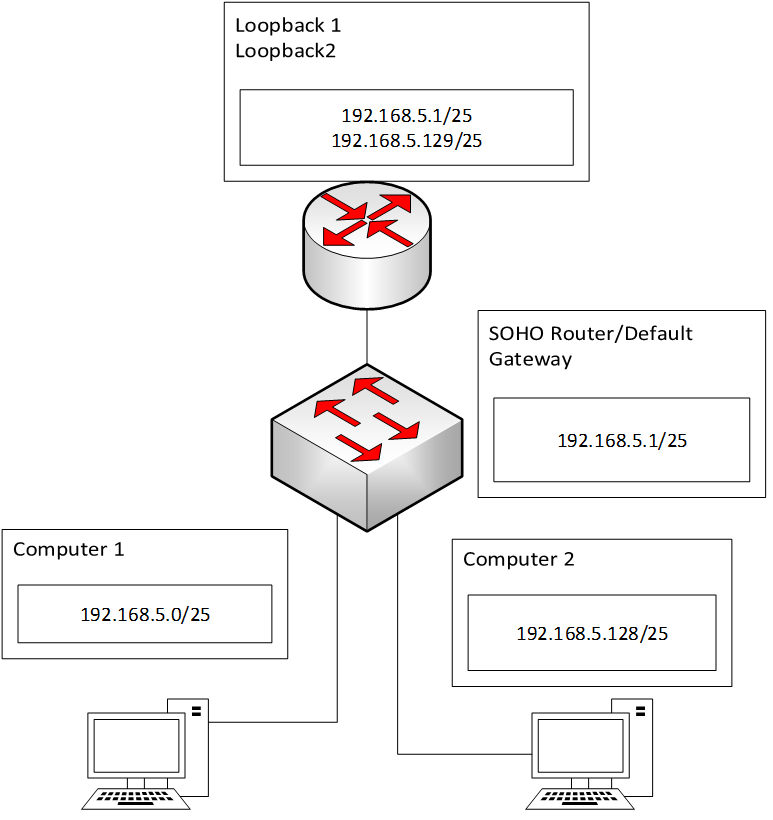 Loopback 1
Loopback2
192.168.5.1/25
192.168.5.129/25
SOHO Router/Default
Gateway
192.168.5.1/25
Computer 1
192.168.5.0/25
Computer 2
192.168.5.128/25